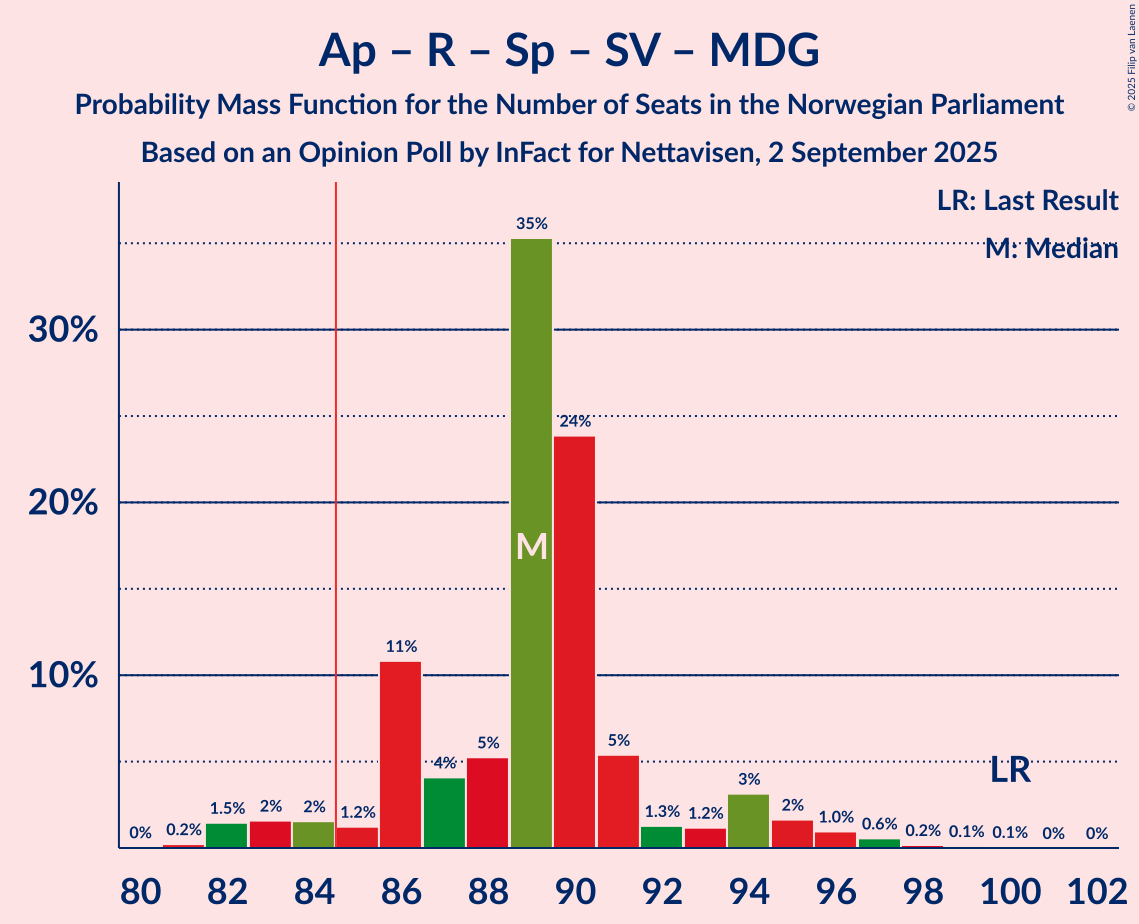 Ap – R – Sp – SV – MDG
Probability Mass Function for the Number of Seats in the Norwegian Parliament
Based on an Opinion Poll by InFact for Nettavisen, 2 September 2025
© 2025 Filip van Laenen
LR: Last Result
M: Median
30%
20%
10%
0% 0.2% 1.5% 2% 2% 1.2% 11% 4% 5% 35% 24% 5% 1.3% 1.2% 3% 2% 1.0% 0.6% 0.2% 0.1% 0.1% 0% 0%
M
LR
80 82 84 86 88 90 92 94 96 98 100 102